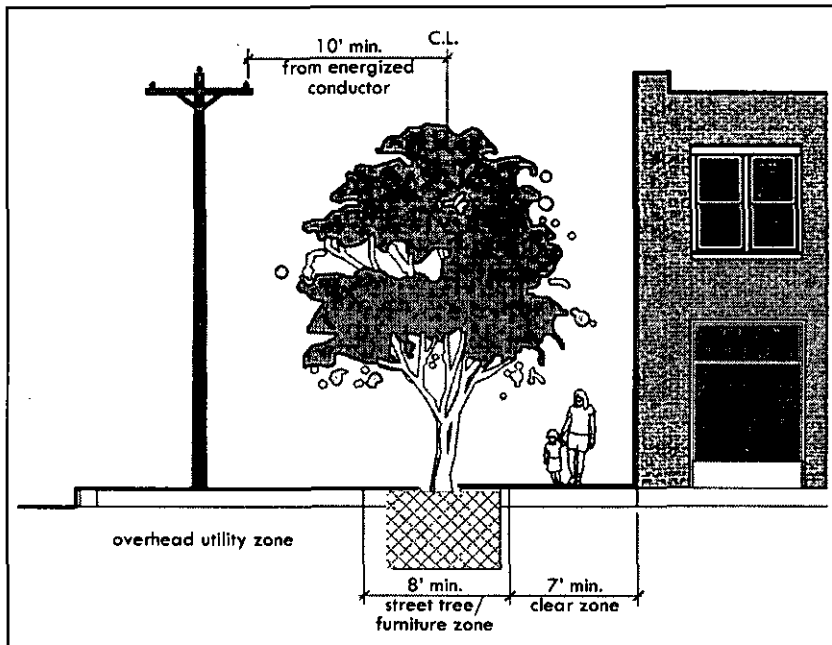 C.L.
10' min.
from energized
conductor
overhead utility zone
8' min.
street tree/
furniture zone
7' min.
clear zone